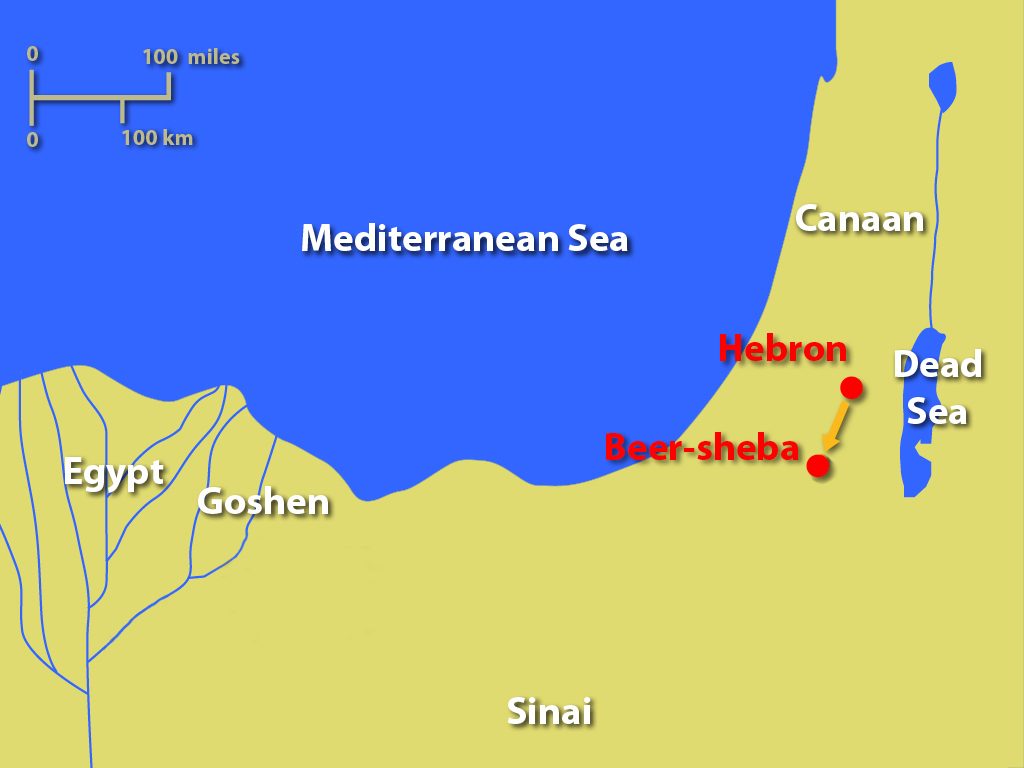 0 100 miles
0 100 km
Mediterranean Sea
Canaan
Hebron
Dead
Sea
Beer-sheba
Egypt
Goshen
Sinai